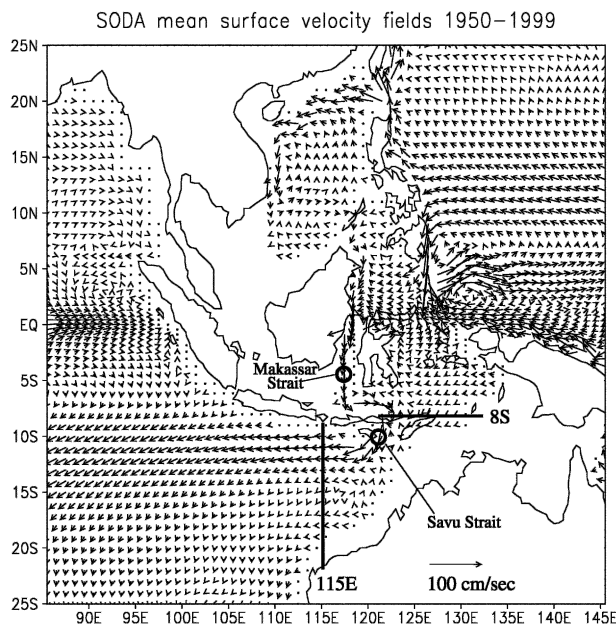 SODA mean surface velocity fields 1950-1999
25N
20N
15N
10N
5N
EQ
5S
10S
15S
20S
25S
Makassar
Strait
8S
Savu Strait
115E
100 cm/sec
90E 95E 100E 105E 110E 115E 120E 125E 130E 135E 140E 145E